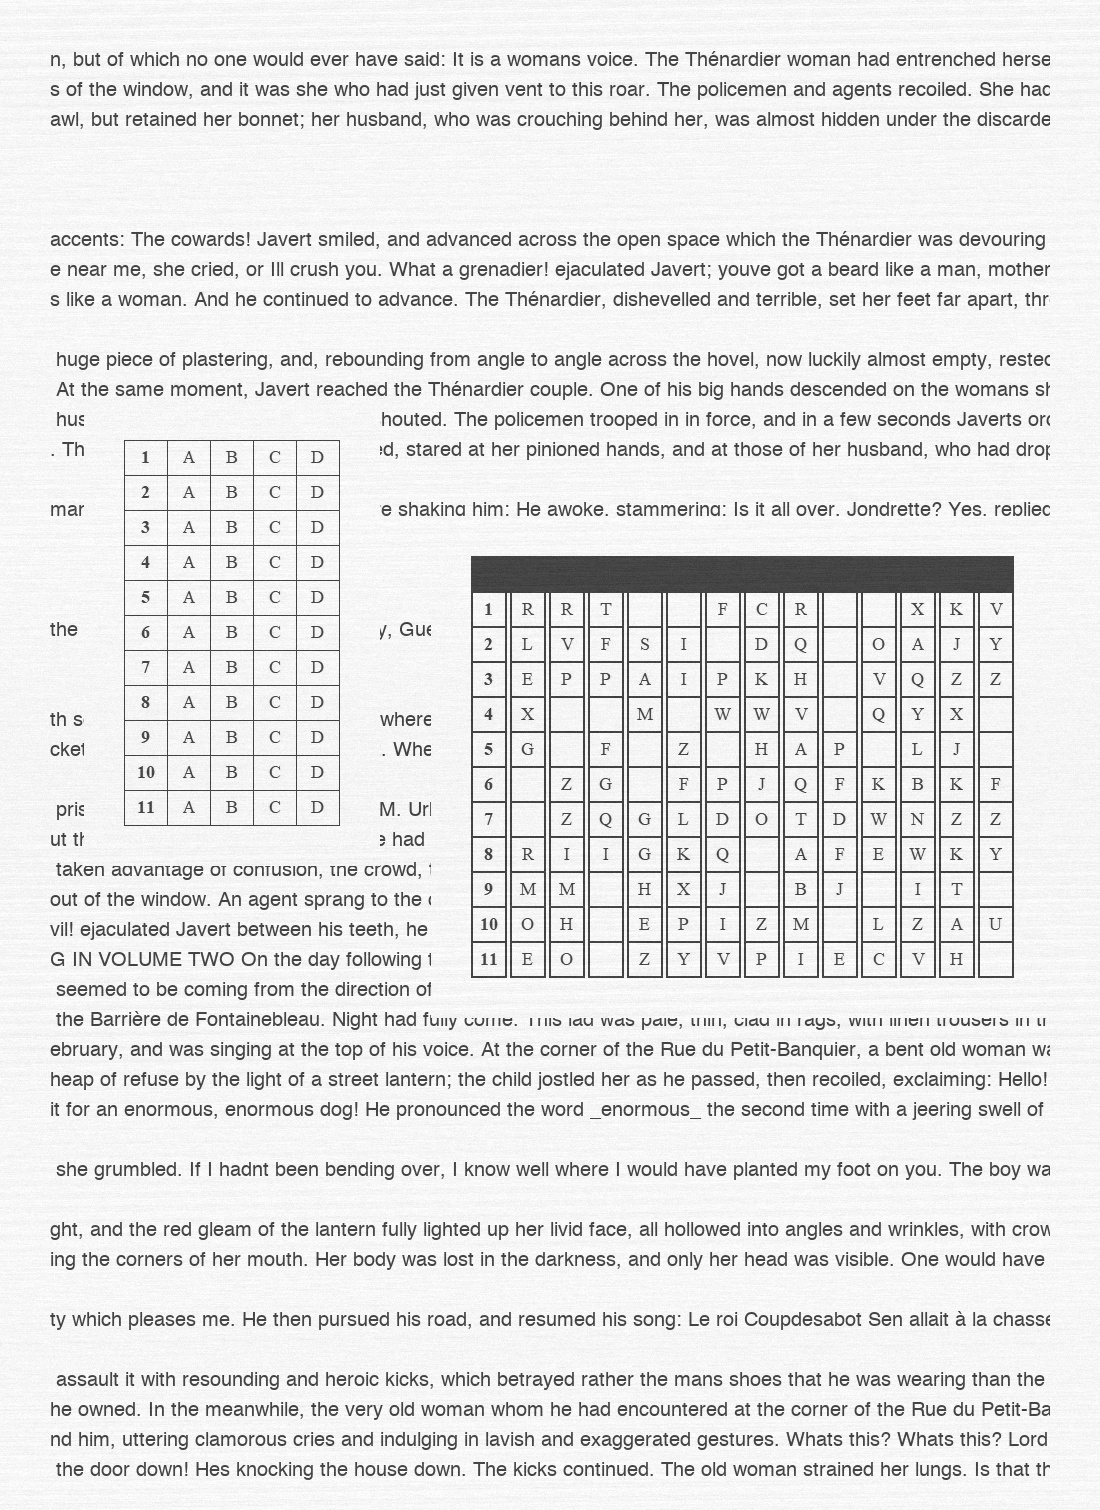 n, but of which no one would ever have said: It is a womans voice. The Thénardier woman had entrenched herse
s of the window, and it was she who had just given vent to this roar. The policemen and agents recoiled. She had
awl, but retained her bonnet; her husband, who was crouching behind her, was almost hidden under the discarde
accents: The cowards! Javert smiled, and advanced across the open space which the Thénardier was devouring
e near me, she cried, or Ill crush you. What a grenadier! ejaculated Javert; youve got a beard like a man, mother
s like a woman. And he continued to advance. The Thénardier, dishevelled and terrible, set her feet far apart, thr
huge piece of plastering, and, rebounding from angle to angle across the hovel, now luckily almost empty, rested
At the same moment, Javert reached the Thénardier couple. One of his big hands descended on the womans sh
hus houted. The policemen trooped in in force, and in a few seconds Javerts ord
. Th ed, stared at her pinioned hands, and at those of her husband, who had drop
man e shaking him: He awoke, stammering: Is it all over, Jondrette? Yes, replied
1 A B C D
2 A B C D
3 A B C D
4 A B C D
5 A B C D
6 A B C D
7 A B C D
8 A B C D
9 A B C D
10 A B C D
11 A B C D
the y, Gue
th s where
cket . Whe
pris M. Url
ut th e had
1 R R T F C R X K V
2 L V F S I D Q O A J Y
3 E P P A I P K H V Q Z Z
4 X M W W V Q Y X
5 G F Z H A P L J
6 Z G F P J Q F K B K F
7 Z Q G L D O T D W N Z Z
8 R I I G K Q A F E W K Y
9 M M H X J B J I T
10 O H E P I Z M L Z A U
11 E O Z Y V P I E C V H
taken advantage of confusion, the crowd, t
out of the window. An agent sprang to the o
vil! ejaculated Javert between his teeth, he
G IN VOLUME TWO On the day following t
seemed to be coming from the direction of
the Barrière de Fontainebleau. Night had fully come. This lad was pale, thin, clad in rags, with linen trousers in th
ebruary, and was singing at the top of his voice. At the corner of the Rue du Petit-Banquier, a bent old woman wa
heap of refuse by the light of a street lantern; the child jostled her as he passed, then recoiled, exclaiming: Hello!
it for an enormous, enormous dog! He pronounced the word _enormous_ the second time with a jeering swell of
she grumbled. If I hadnt been bending over, I know well where I would have planted my foot on you. The boy wa
ght, and the red gleam of the lantern fully lighted up her livid face, all hollowed into angles and wrinkles, with crow
ing the corners of her mouth. Her body was lost in the darkness, and only her head was visible. One would have
ty which pleases me. He then pursued his road, and resumed his song: Le roi Coupdesabot Sen allait à la chasse
assault it with resounding and heroic kicks, which betrayed rather the mans shoes that he was wearing than the
he owned. In the meanwhile, the very old woman whom he had encountered at the corner of the Rue du Petit-Ba
nd him, uttering clamorous cries and indulging in lavish and exaggerated gestures. Whats this? Whats this? Lord
the door down! Hes knocking the house down. The kicks continued. The old woman strained her lungs. Is that th